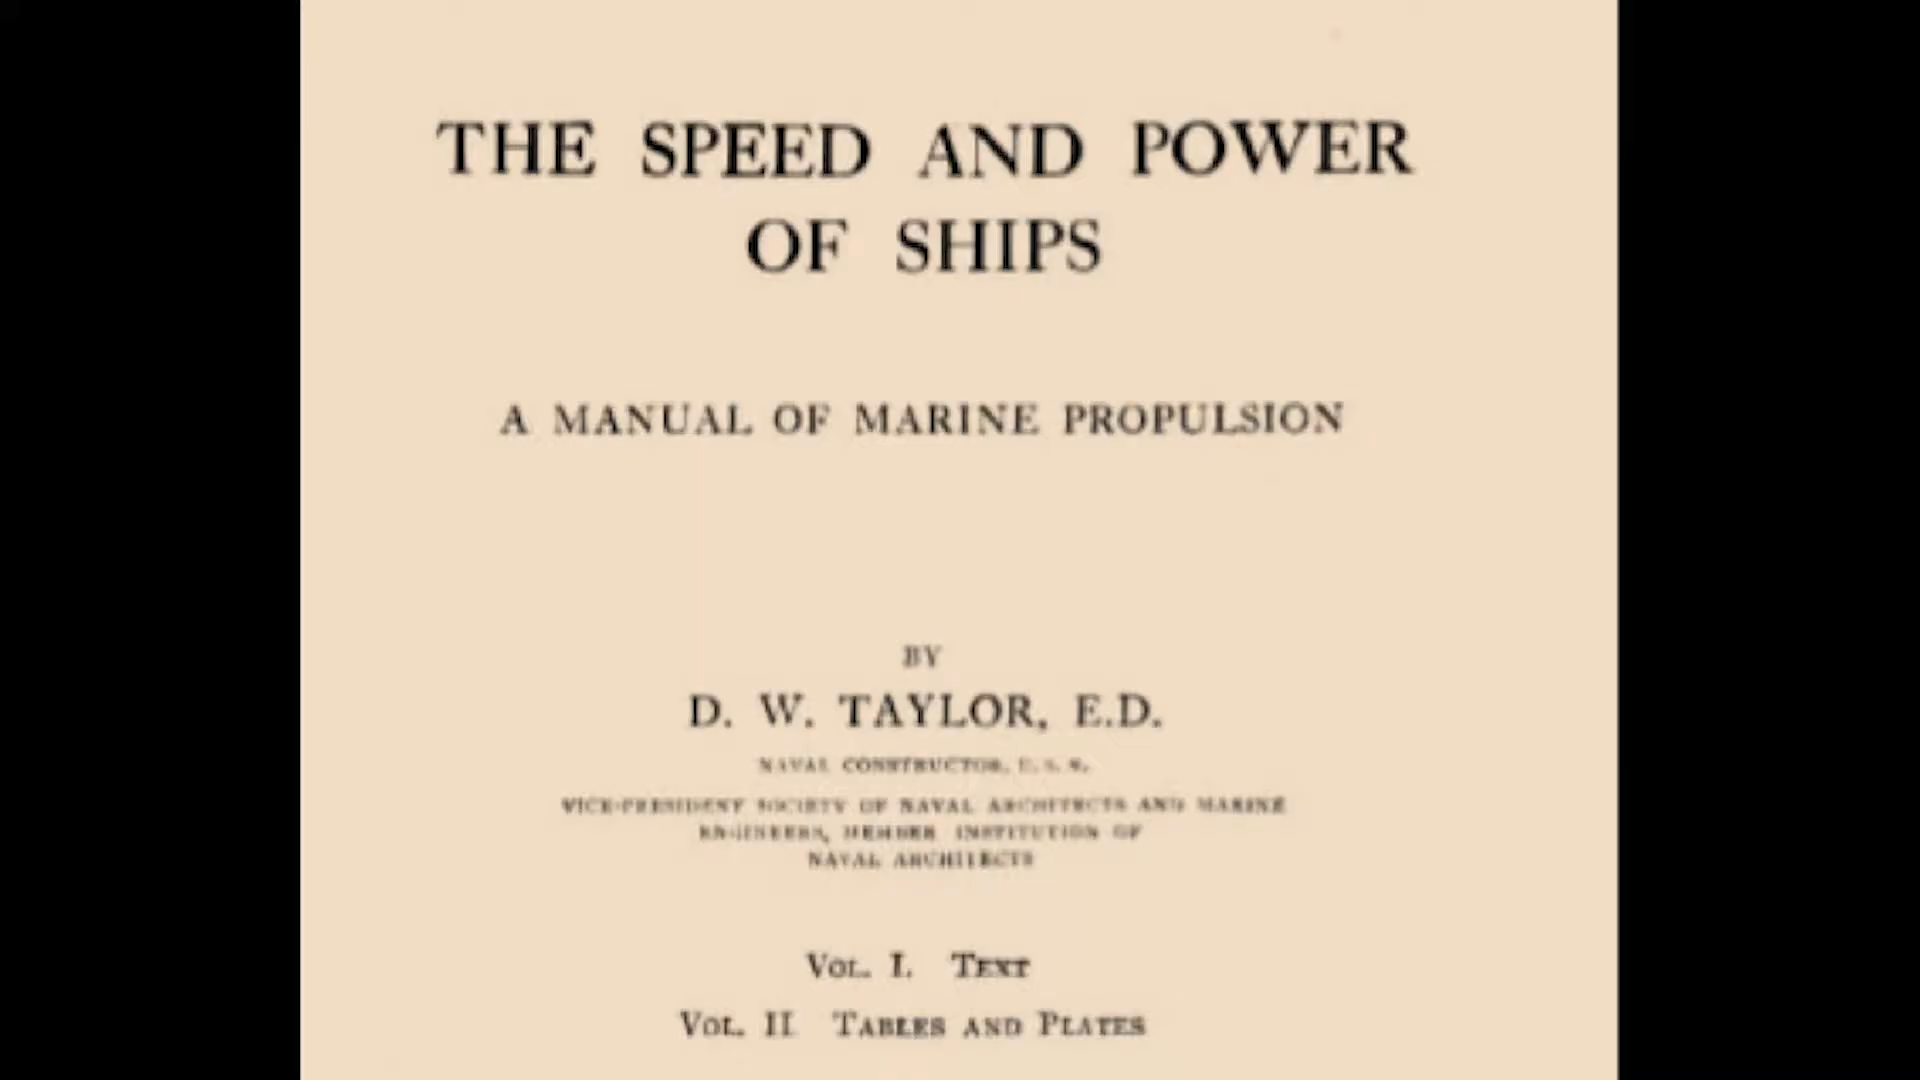 THE SPEED AND POWER
OF SHIPS
A MANUAL OF MARINE PROPULSION
BY
D. W. TAYLOR, E.D.
NAVAL CONSTRUCTOR, U. S. N.
VICE-PRESIDENT SOCIETY OF NAVAL ARCHITECTS AND MARINE
ENGINEERS, MEMBER INSTITUTION OF
NAVAL ARCHITECTS
VOL. I. TEXT
VOL. II TABLES AND PLATES